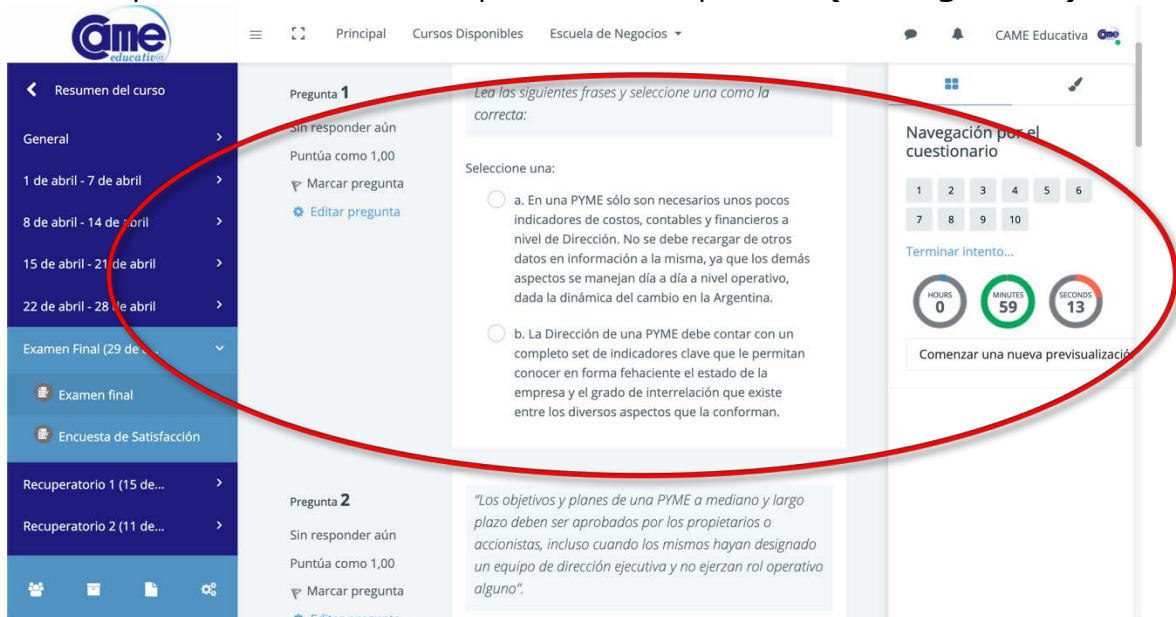 Came
educativ@
Principal Cursos Disponibles Escuela de Negocios
CAME Educativa
Came
Resumen del curso
General
1 de abril - 7 de abril
8 de abril - 14 de abril
15 de abril - 21 de abril
22 de abril - 28 de abril
Examen Final (29 de a...
Examen final
Encuesta de Satisfacción
Recuperatorio 1 (15 de...
Recuperatorio 2 (11 de...
Pregunta 1
Sin responder aún
Puntúa como 1,00
Marcar pregunta
Editar pregunta
Lea las siguientes frases y seleccione una como la
correcta:
Seleccione una:
a. En una PYME sólo son necesarios unos pocos
indicadores de costos, contables y financieros a
nivel de Dirección. No se debe recargar de otros
datos en información a la misma, ya que los demás
aspectos se manejan día a día a nivel operativo,
dada la dinámica del cambio en la Argentina.
b. La Dirección de una PYME debe contar con un
completo set de indicadores clave que le permitan
conocer en forma fehaciente el estado de la
empresa y el grado de interrelación que existe
entre los diversos aspectos que la conforman.
Pregunta 2
Sin responder aún
Puntúa como 1,00
Marcar pregunta
"Los objetivos y planes de una PYME a mediano y largo
plazo deben ser aprobados por los propietarios o
accionistas, incluso cuando los mismos hayan designado
un equipo de dirección ejecutiva y no ejerzan rol operativo
alguno".
Navegación por el
cuestionario
1 2 3 4 5 6
7 8 9 10
Terminar intento...
HOURS
0
MINUTES
59
SECONDS
13
Comenzar una nueva previsualizació